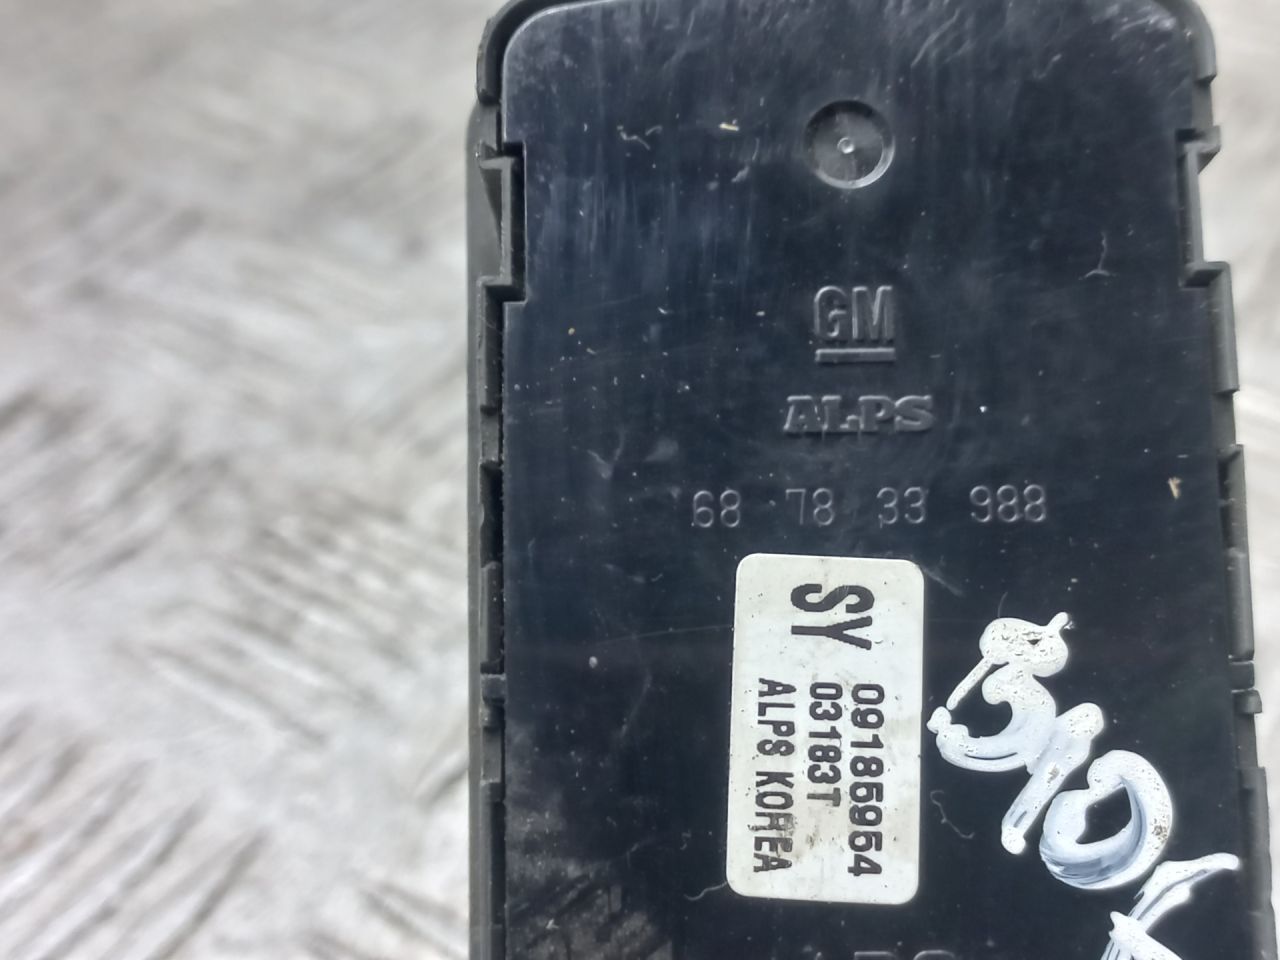 GM
ALPS
68 78 33 988
SY
09185954
03183T
ALPS KOREA